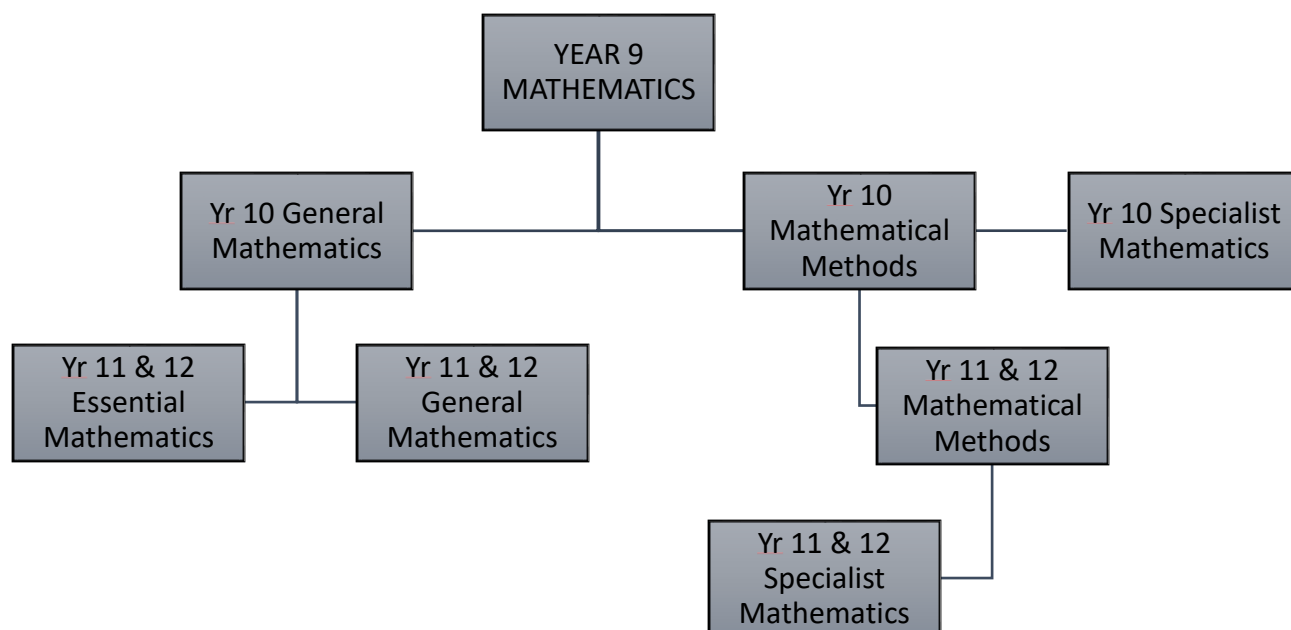 YEAR 9
MATHEMATICS
Yr 10 General
Mathematics
Yr 10
Mathematical
Methods
Yr 10 Specialist
Mathematics
Yr 11 & 12
Essential
Mathematics
Yr 11 & 12
General
Mathematics
Yr 11 & 12
Mathematical
Methods
Yr 11 & 12
Specialist
Mathematics